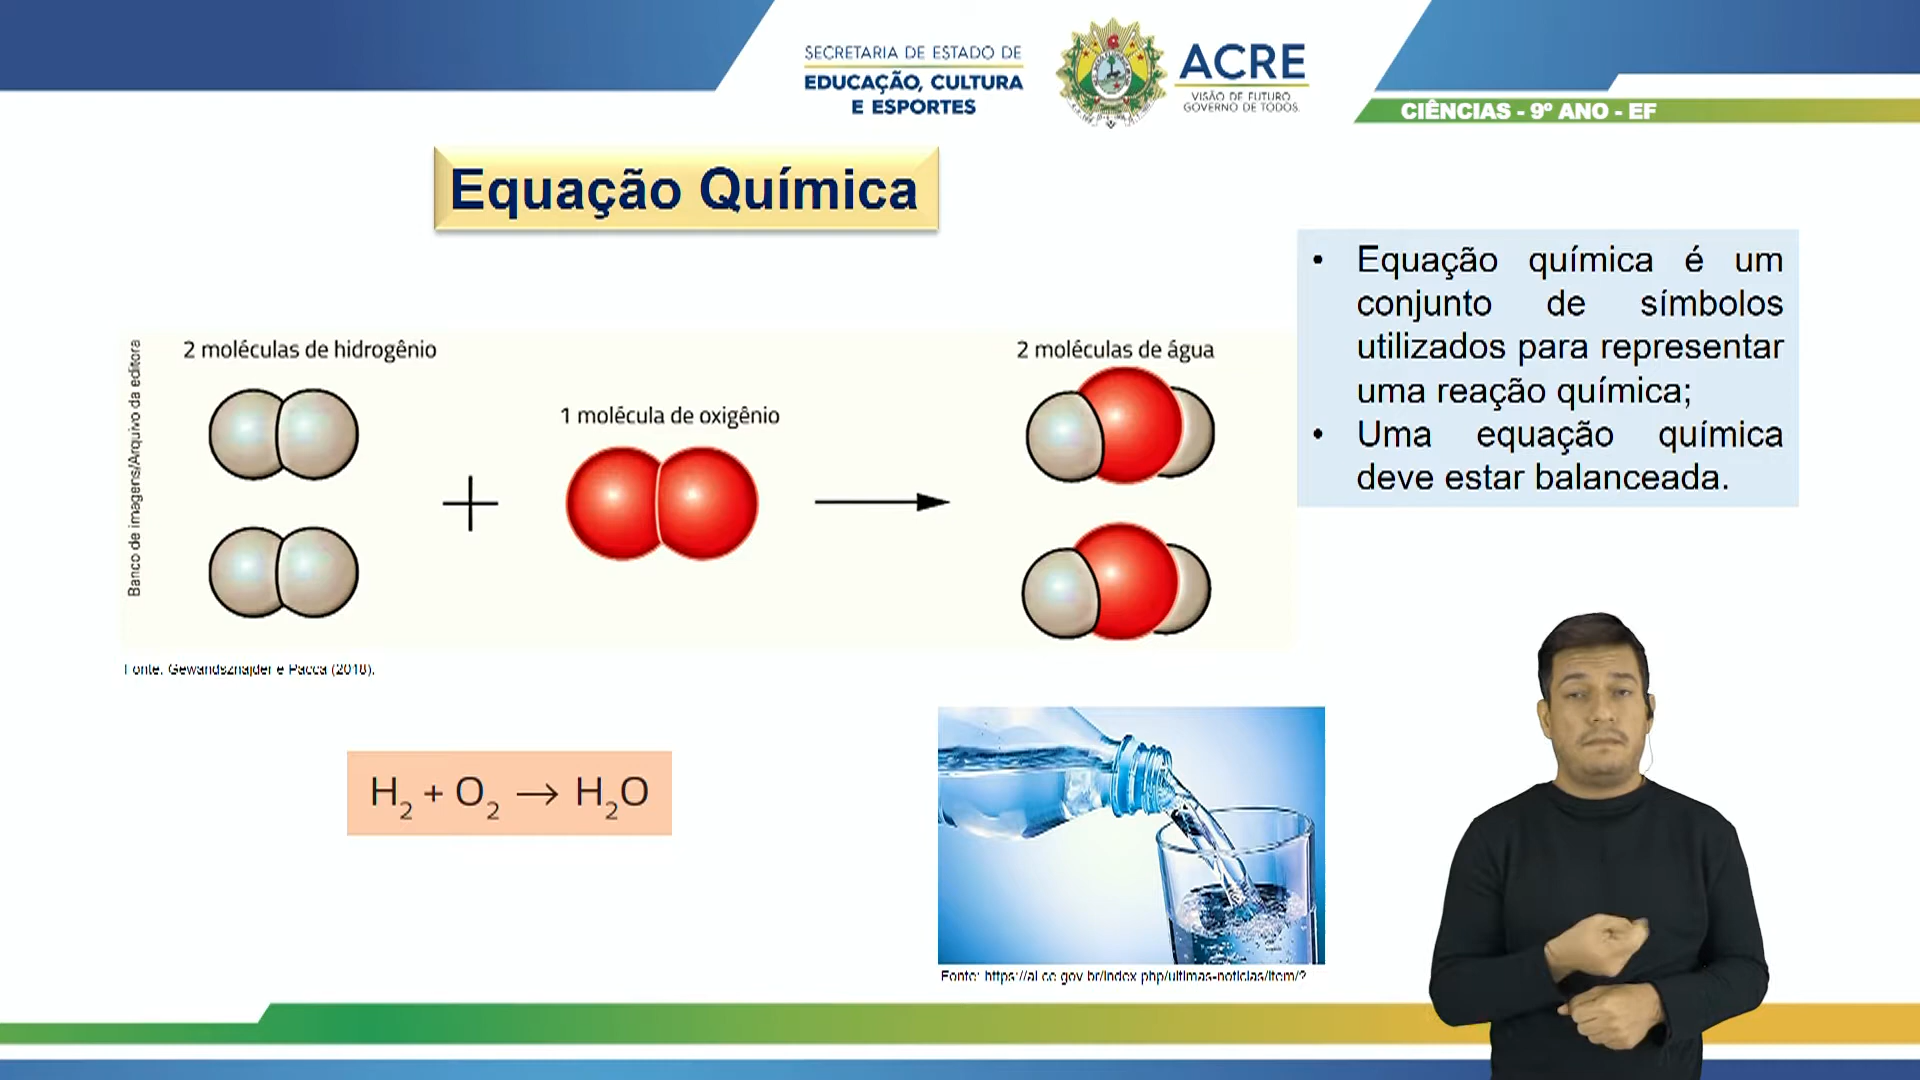 SECRETARIA DE ESTADO DE
EDUCAÇÃO, CULTURA
E ESPORTES
ACRE
VISÃO DE FUTURO
GOVERNO DE TODOS.
CIÊNCIAS - 9º ANO - EF
Equação Química
• Equação química é um
conjunto de símbolos
utilizados para representar
uma reação química;
• Uma equação química
deve estar balanceada.
Banco de imagens/Arquivo da editora
2 moléculas de hidrogênio
1 molécula de oxigênio
2 moléculas de água
Fonte: Gewandsznajder e Pacca (2018).
H₂ + O₂ → H₂O
Fonte: https://al.ce.gov.br/index.php/ultimas-noticias/item/?